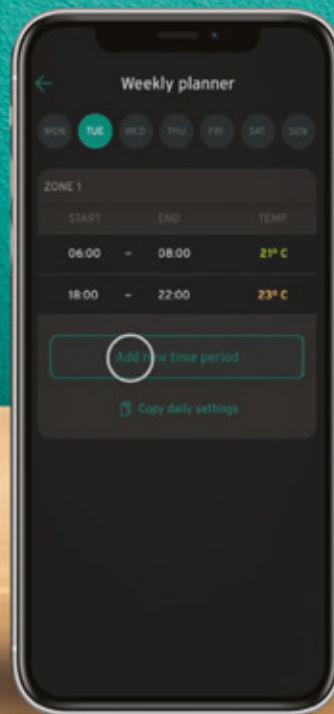 Weekly planner
MON TUE WED THU FRI SAT SUN
ZONE 1
START END TEMP.
06:00 – 08:00 21° C
18:00 – 22:00 23° C
Add new time period
Copy daily settings